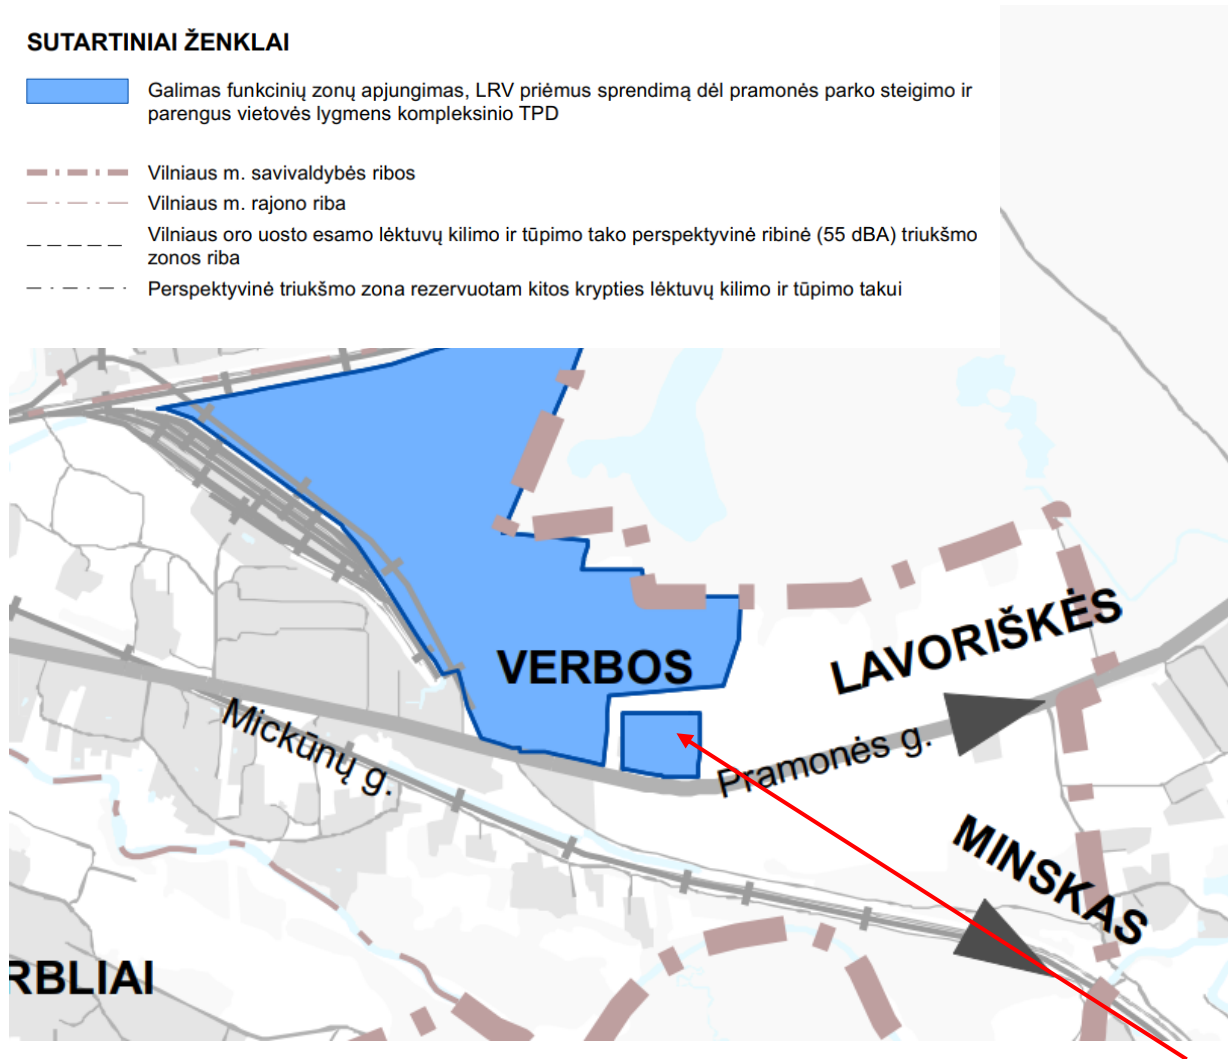 SUTARTINIAI ŽENKLAI
Galimas funkcinių zonų apjungimas, LRV priėmus sprendimą dėl pramonės parko steigimo ir
parengus vietovės lygmens kompleksinio TPD
Vilniaus m. savivaldybės ribos
Vilniaus m. rajono riba
Vilniaus oro uosto esamo lėktuvų kilimo ir tūpimo tako perspektyvinė ribinė (55 dBA) triukšmo
zonos riba
Perspektyvinė triukšmo zona rezervuotam kitos krypties lėktuvų kilimo ir tūpimo takui
LAVORIŠKĖS
VERBOS
Mickūnų g.
Pramonės g.
MINSKAS
RBLIAI